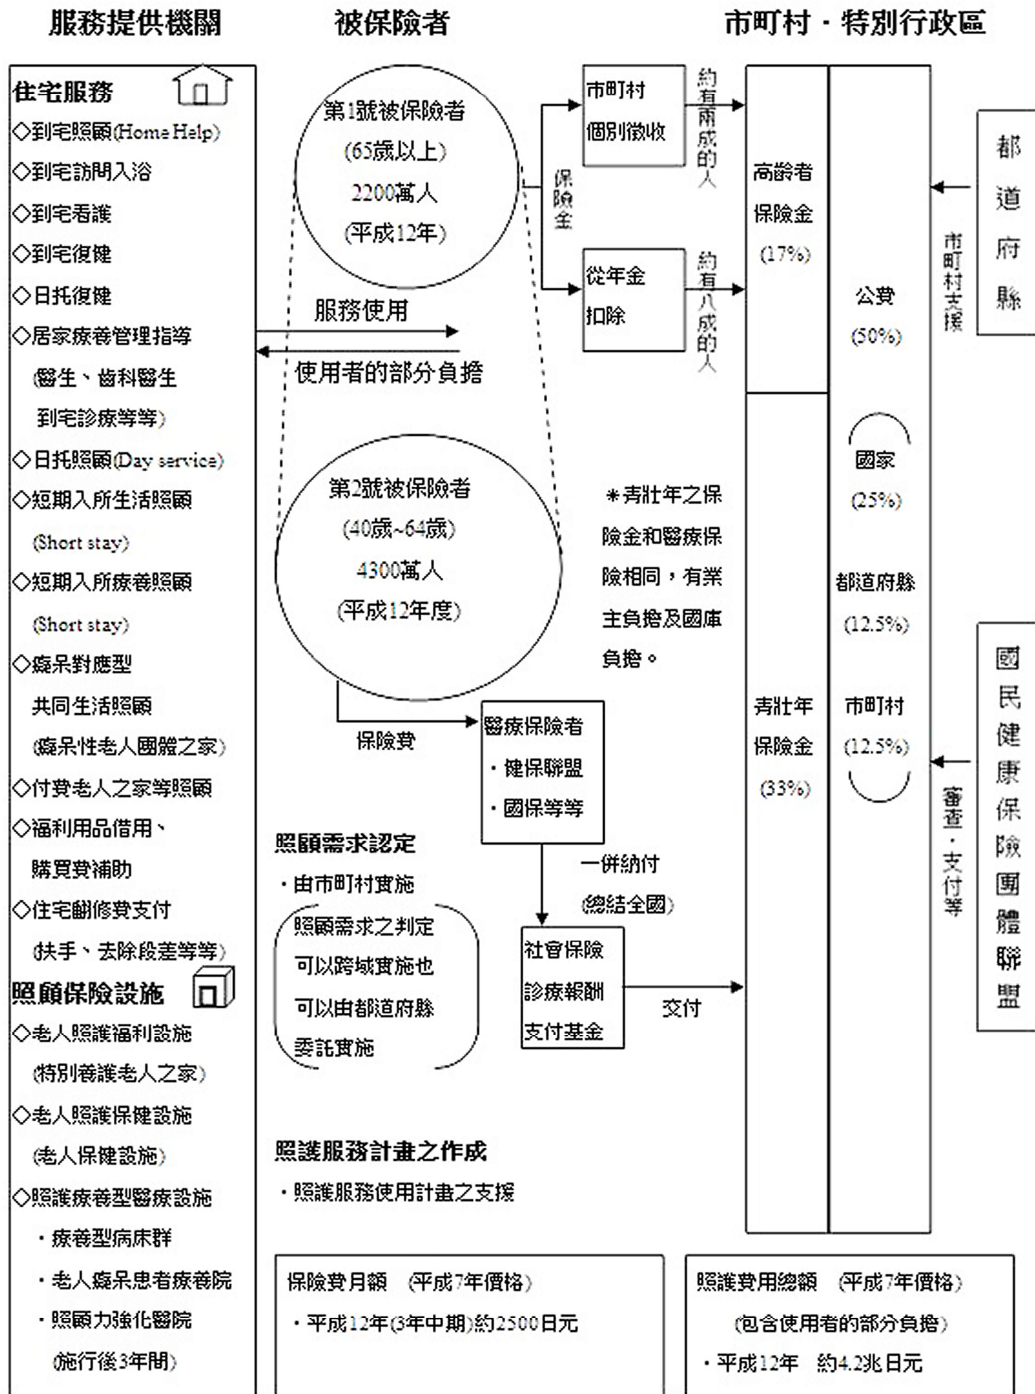 服務提供機關
被保險者
市町村・特別行政區
住宅服務
◇到宅照顧(Home Help)
◇到宅訪問入浴
◇到宅看護
◇到宅復健
◇日托復健
◇居家療養管理指導
(醫生、齒科醫生
到宅診療等等)
◇日托照顧(Day service)
◇短期入所生活照顧
(Short stay)
◇短期入所療養照顧
(Short stay)
◇癡呆對應型
共同生活照顧
(癡呆性老人團體之家)
◇付費老人之家等照顧
◇福利用品借用、
購買費補助
◇住宅翻修費支付
(扶手、去除段差等等)
照顧保險設施
◇老人照護福利設施
(特別養護老人之家)
◇老人照護保健設施
(老人保健設施)
◇照護療養型醫療設施
・療養型病床群
・老人癡呆患者療養院
・照顧力強化醫院
(施行後3年間)
第1號被保險者
(65歲以上)
2200萬人
(平成12年)
服務使用
使用者的部分負擔
第2號被保險者
(40歲~64歲)
4300萬人
(平成12年度)
保險費
保險金
市町村
個別徵收
約有兩成的人
從年金
扣除
約有八成的人
＊青壯年之保
險金和醫療保
險相同，有業
主負擔及國庫
負擔。
醫療保險者
・健保聯盟
・國保等等
一併納付
(總結全國)
社會保險
診療報酬
支付基金
交付
照顧需求認定
・由市町村實施
照顧需求之判定
可以跨域實施也
可以由都道府縣
委託實施
照護服務計畫之作成
・照護服務使用計畫之支援
高齡者
保險金
(17%)
青壯年
保險金
(33%)
公費
(50%)
國家
(25%)
都道府縣
(12.5%)
市町村
(12.5%)
都道府縣
市町村支援
國民健康保險團體聯盟
審查・支付等
保險費月額 (平成7年價格)
・平成12年(3年中期)約2500日元
照護費用總額 (平成7年價格)
(包含使用者的部分負擔)
・平成12年 約4.2兆日元